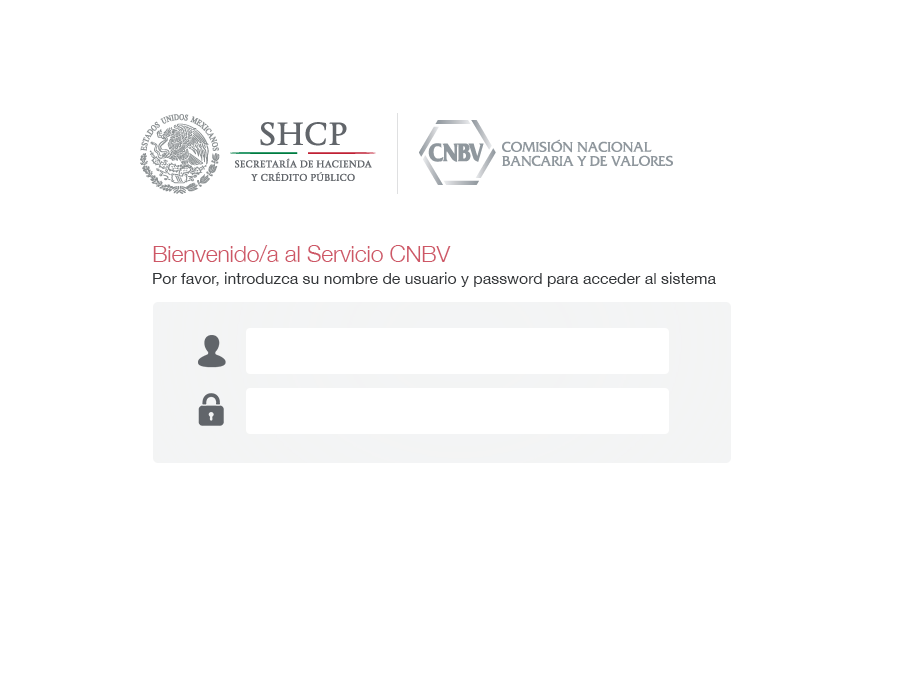 ESTADOS UNIDOS MEXICANOS
SHCP
SECRETARÍA DE HACIENDA
Y CRÉDITO PÚBLICO
CNBV
COMISIÓN NACIONAL
BANCARIA Y DE VALORES
Bienvenido/a al Servicio CNBV
Por favor, introduzca su nombre de usuario y password para acceder al sistema